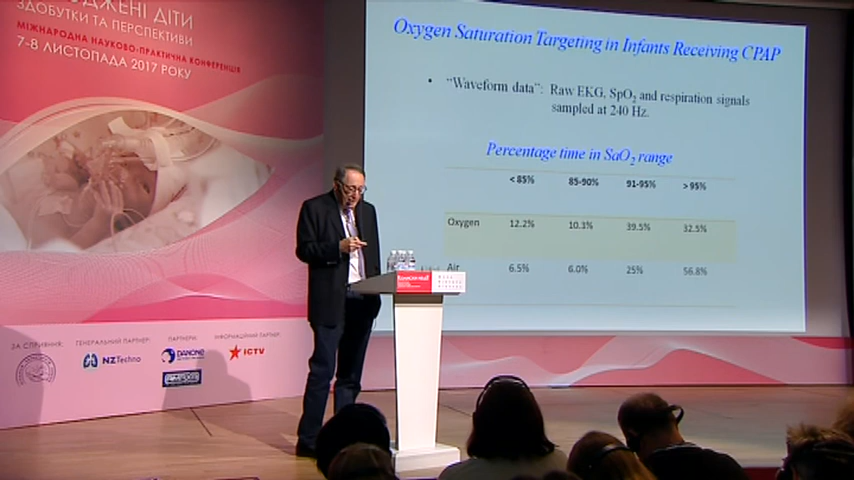 ДЖЕНІ ДІТИ
ЗДОБУТКИ ТА ПЕРСПЕКТИВИ
МІЖНАРОДНА НАУКОВО-ПРАКТИЧНА КОНФЕРЕНЦІЯ
7-8 ЛИСТОПАДА 2017 РОКУ
ЗА СПРИЯННЯ:
ГЕНЕРАЛЬНИЙ ПАРТНЕР:
ПАРТНЕРИ:
ІНФОРМАЦІЙНИЙ ПАРТНЕР:
NZTechno
DANONE
ICTV
Oxygen Saturation Targeting in Infants Receiving CPAP
• “Waveform data”: Raw EKG, SpO2 and respiration signals
sampled at 240 Hz.
Percentage time in SaO2 range
< 85% 85-90% 91-95% > 95%
Oxygen 12.2% 10.3% 39.5% 32.5%
Air 6.5% 6.0% 25% 56.8%